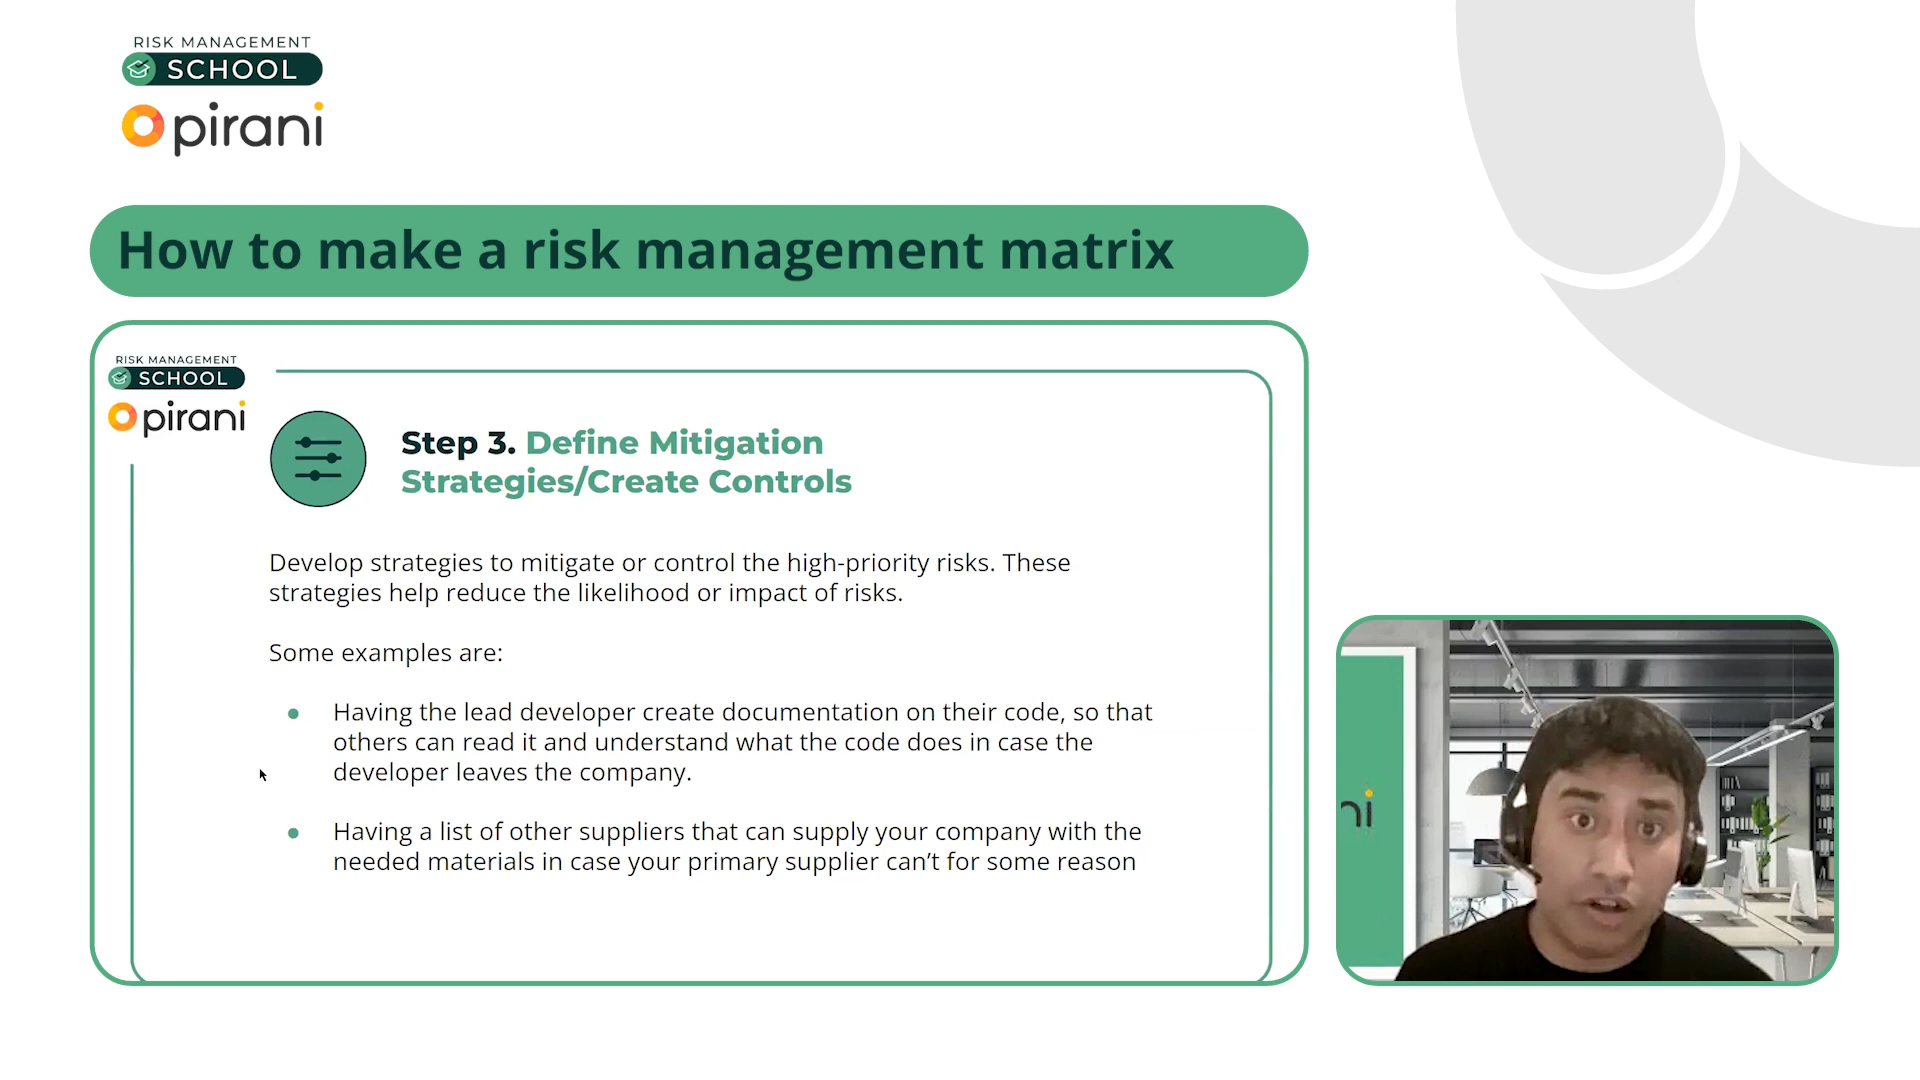 RISK MANAGEMENT
SCHOOL
pirani
How to make a risk management matrix
RISK MANAGEMENT
SCHOOL
pirani
Step 3. Define Mitigation
Strategies/Create Controls
Develop strategies to mitigate or control the high-priority risks. These
strategies help reduce the likelihood or impact of risks.
Some examples are:
Having the lead developer create documentation on their code, so that
others can read it and understand what the code does in case the
developer leaves the company.
Having a list of other suppliers that can supply your company with the
needed materials in case your primary supplier can’t for some reason
ni